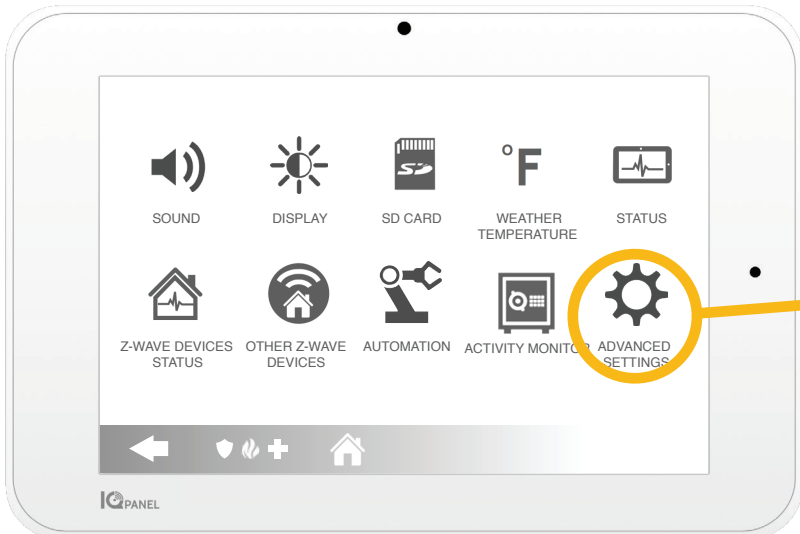 °F
SD
SOUND
DISPLAY
SD CARD
WEATHER
TEMPERATURE
STATUS
Z-WAVE DEVICES
STATUS
OTHER Z-WAVE
DEVICES
AUTOMATION
ACTIVITY MONITOR
ADVANCED
SETTINGS
IQ PANEL